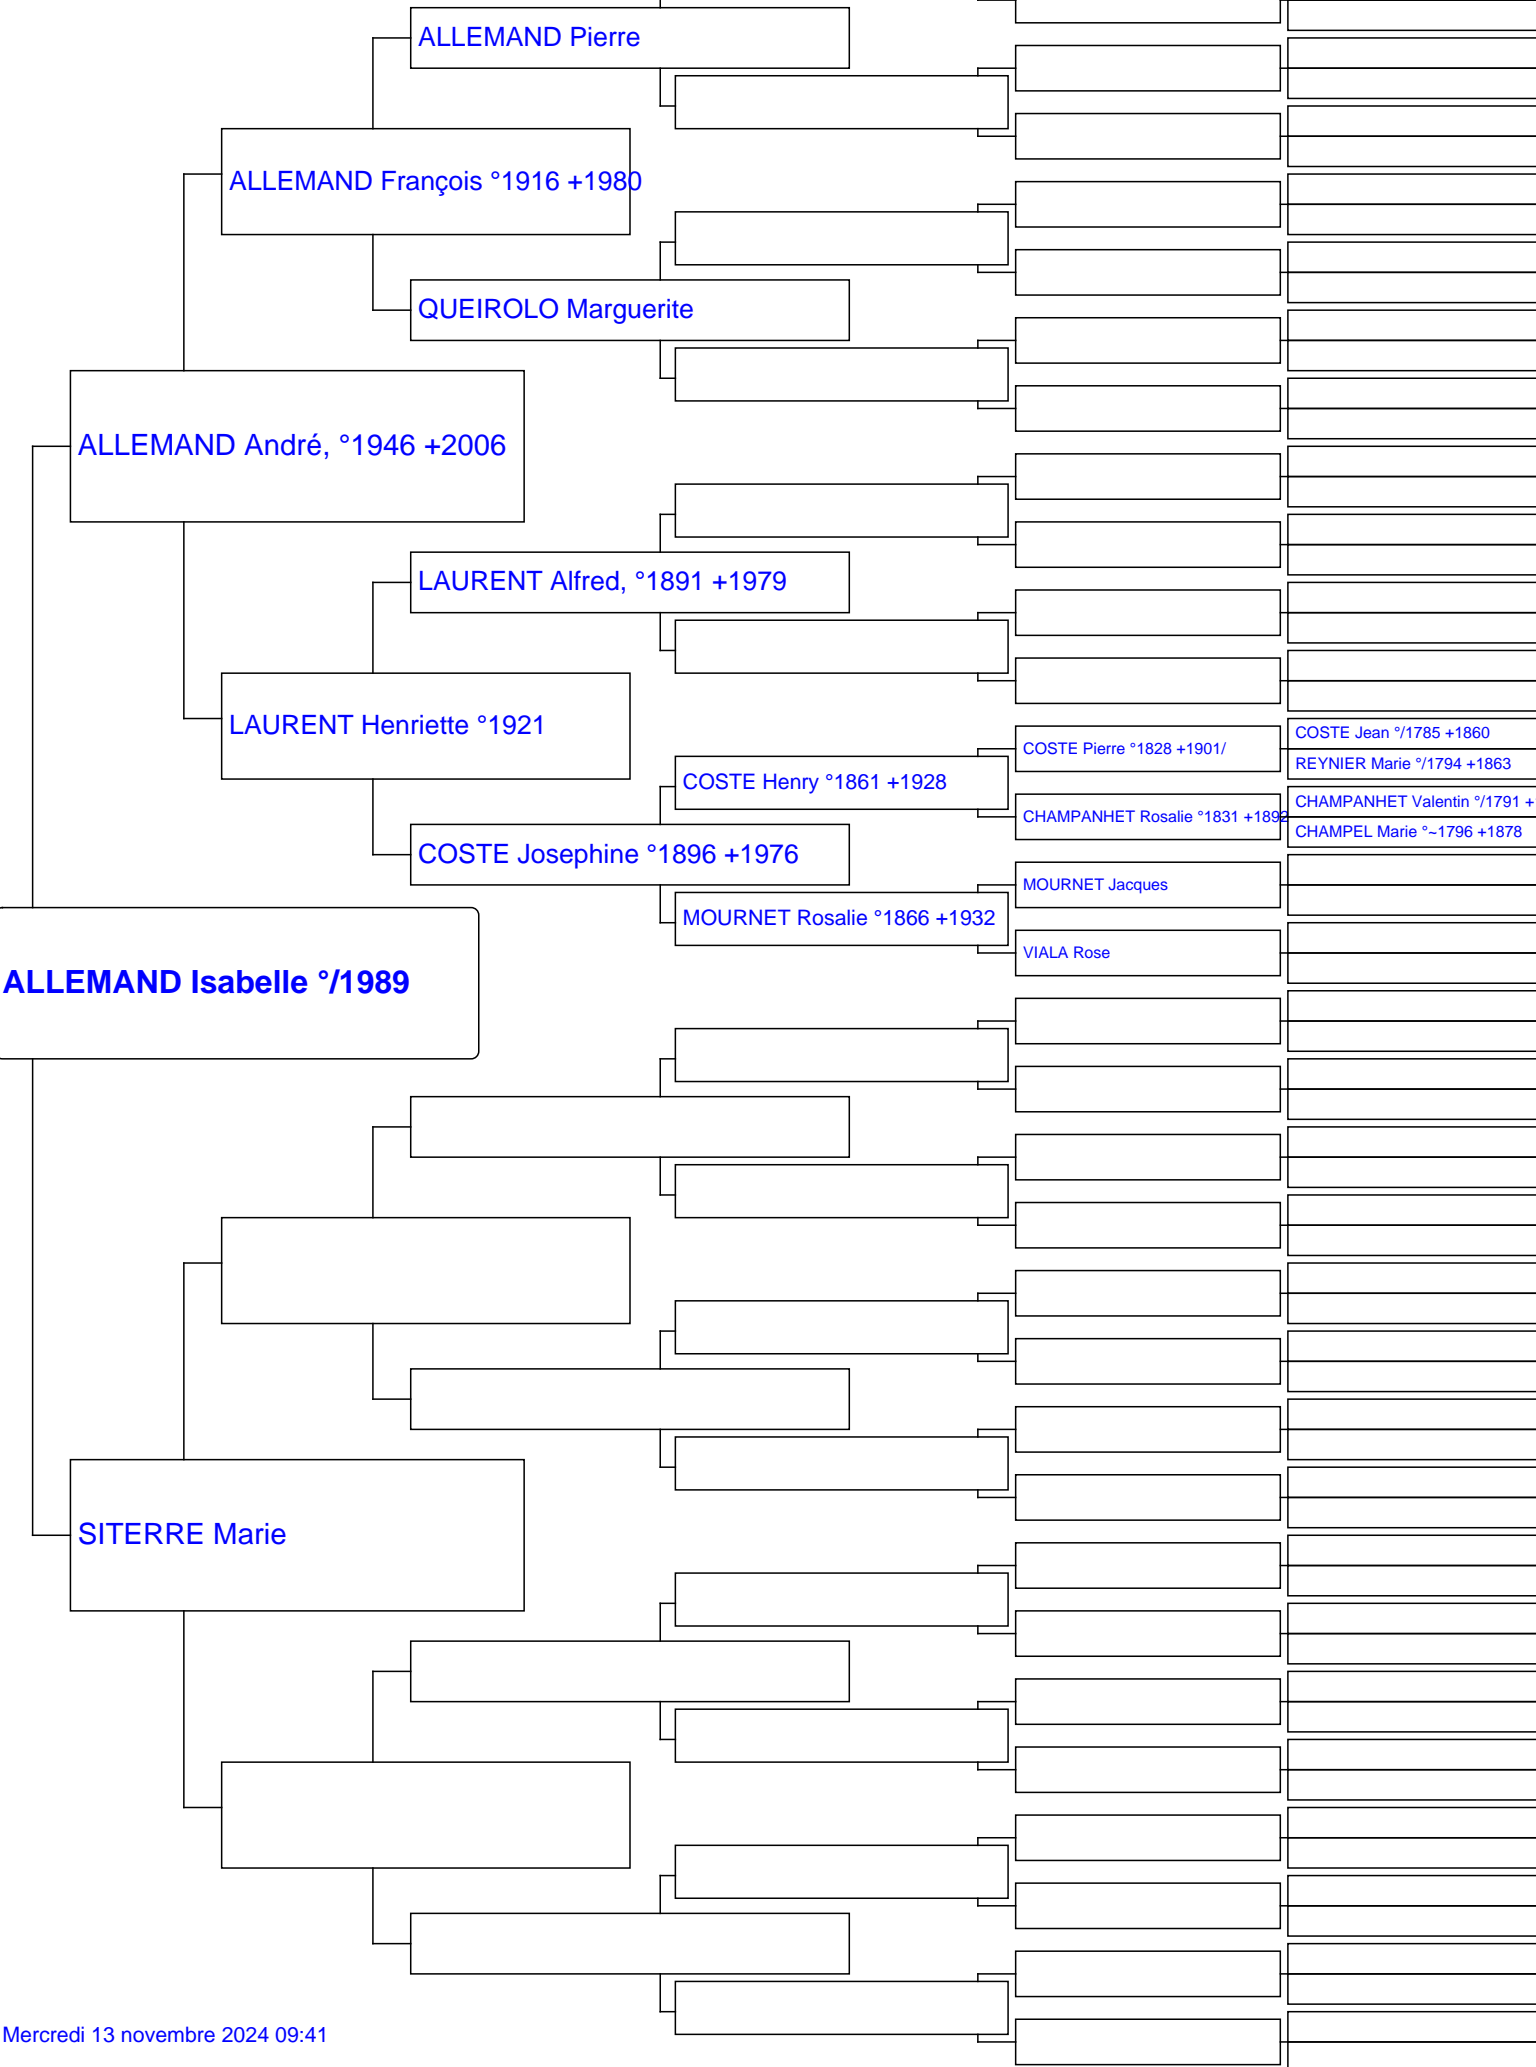 ALLEMAND Pierre
ALLEMAND François °1916 +1980
QUEIROLO Marguerite
ALLEMAND André, °1946 +2006
LAURENT Alfred, °1891 +1979
LAURENT Henriette °1921
COSTE Jean °/1785 +1860
COSTE Pierre °1828 +1901/
REYNIER Marie °/1794 +1863
COSTE Henry °1861 +1928
CHAMPANHET Valentin °/1791 +
CHAMPANHET Rosalie °1831 +1892
CHAMPEL Marie °~1796 +1878
COSTE Josephine °1896 +1976
MOURNET Jacques
MOURNET Rosalie °1866 +1932
VIALA Rose
ALLEMAND Isabelle °/1989
SITERRE Marie
Mercredi 13 novembre 2024 09:41